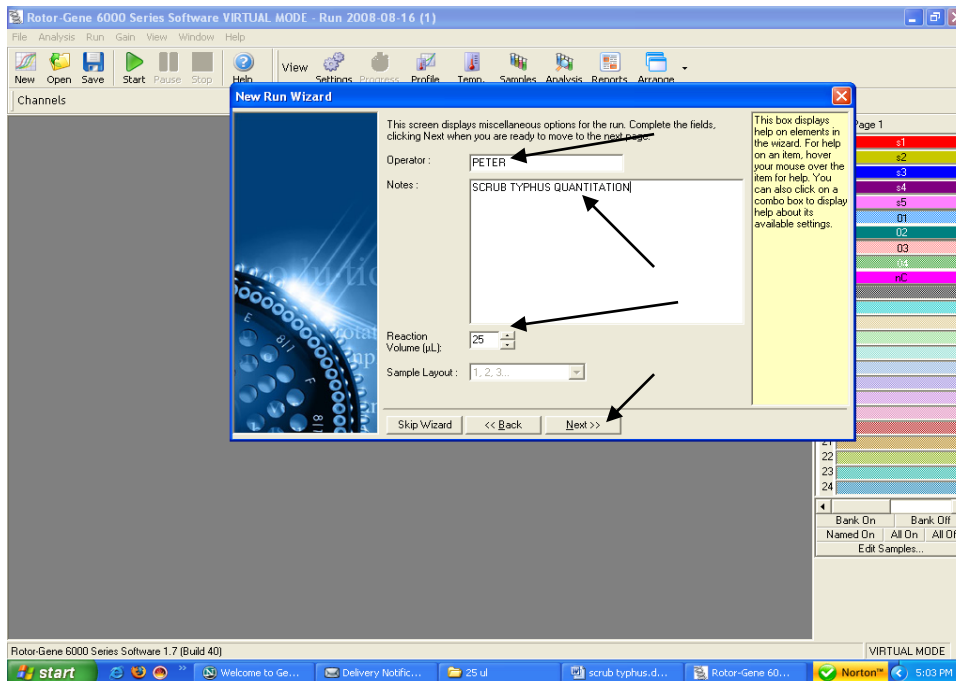 Rotor-Gene 6000 Series Software VIRTUAL MODE - Run 2008-08-16 (1)
File Analysis Run Gain View Window Help
New Open Save Start Pause Stop Help View Settings Progress Profile Temp. Samples Analysis Reports Arrange
Channels
New Run Wizard
This screen displays miscellaneous options for the run. Complete the fields,
clicking Next when you are ready to move to the next page.
Operator :
PETER
Notes :
SCRUB TYPHUS QUANTITATION
Reaction
Volume (µL):
25
Sample Layout :
1, 2, 3...
Skip Wizard
<< Back
Next >>
This box displays
help on elements in
the wizard. For help
on an item, hover
your mouse over the
item for help. You
can also click on a
combo box to display
help about its
available settings.
Page 1
s1
s2
s3
s4
s5
01
02
03
04
nC
21
22
23
24
Bank On Bank Off
Named On All On All Of
Edit Samples...
Rotor-Gene 6000 Series Software 1.7 (Build 40)
VIRTUAL MODE
start
Welcome to Ge...
Delivery Notific...
25 ul
scrub typhus.d...
Rotor-Gene 60...
Norton™
5:03 PM